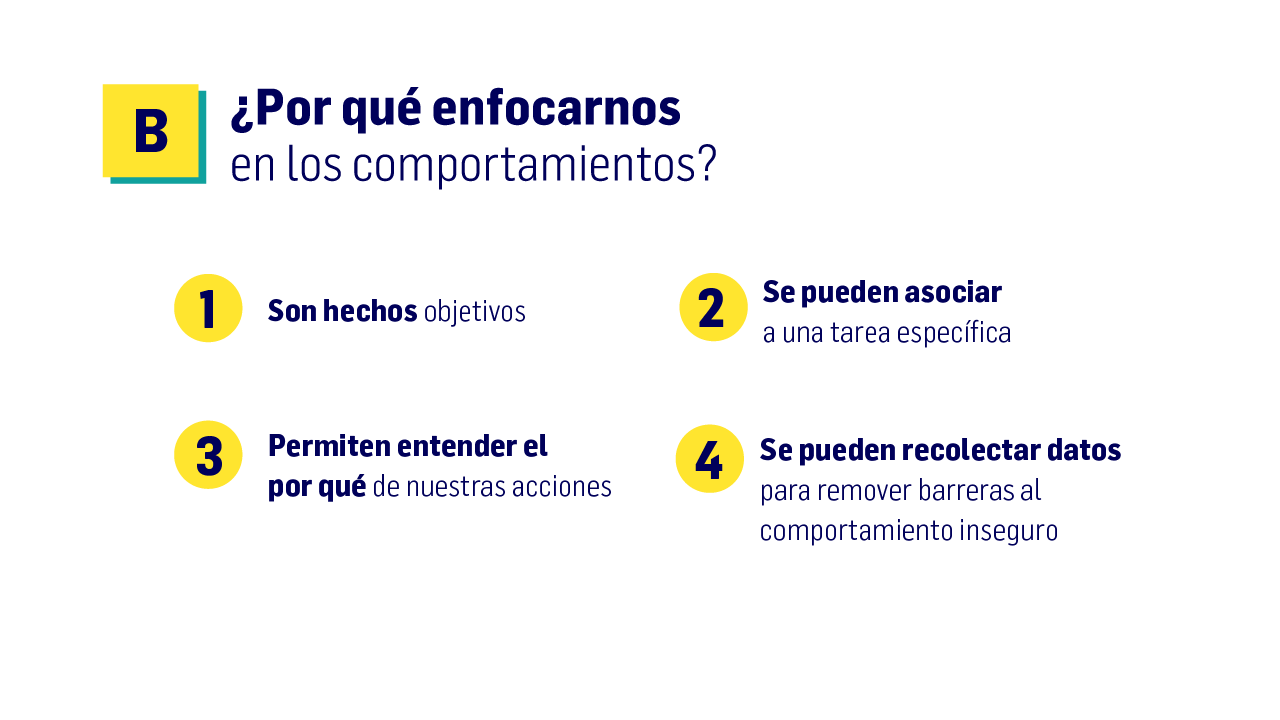 B
¿Por qué enfocarnos
en los comportamientos?
1
Son hechos objetivos
2
Se pueden asociar
a una tarea específica
3
Permiten entender el
por qué de nuestras acciones
4
Se pueden recolectar datos
para remover barreras al
comportamiento inseguro